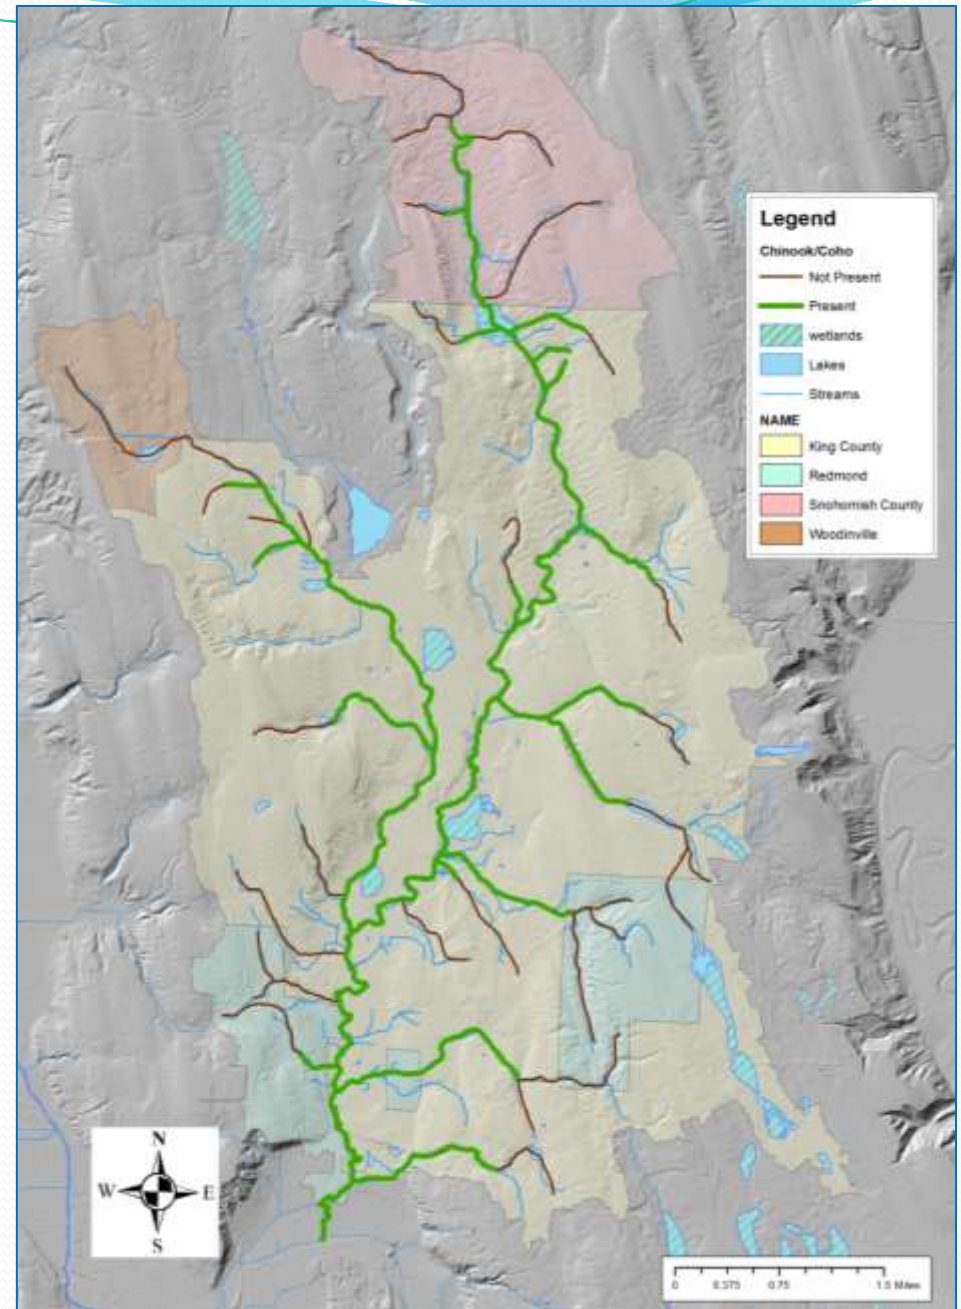 Legend
Chinook/Coho
Not Present
Present
wetlands
Lakes
Streams
NAME
King County
Redmond
Snohomish County
Woodinville
N
W E
S
0 0.375 0.75 1.5 Miles